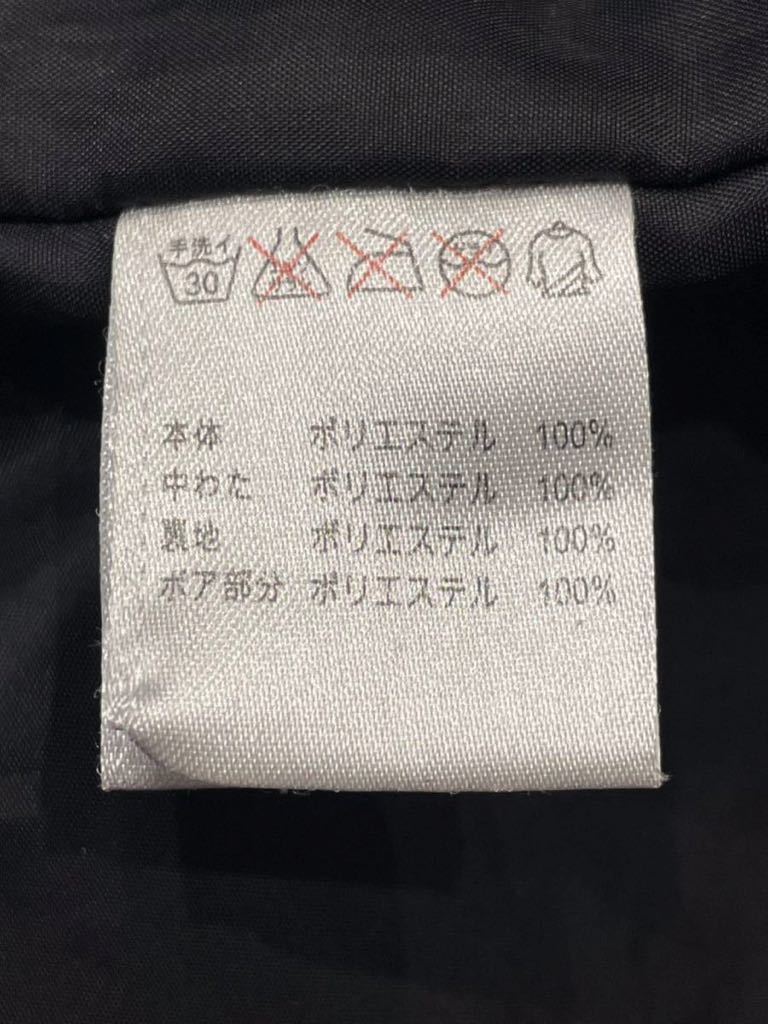 手洗イ
30
本体 ポリエステル 100%
中わた ポリエステル 100%
裏地 ポリエステル 100%
ボア部分 ポリエステル 100%